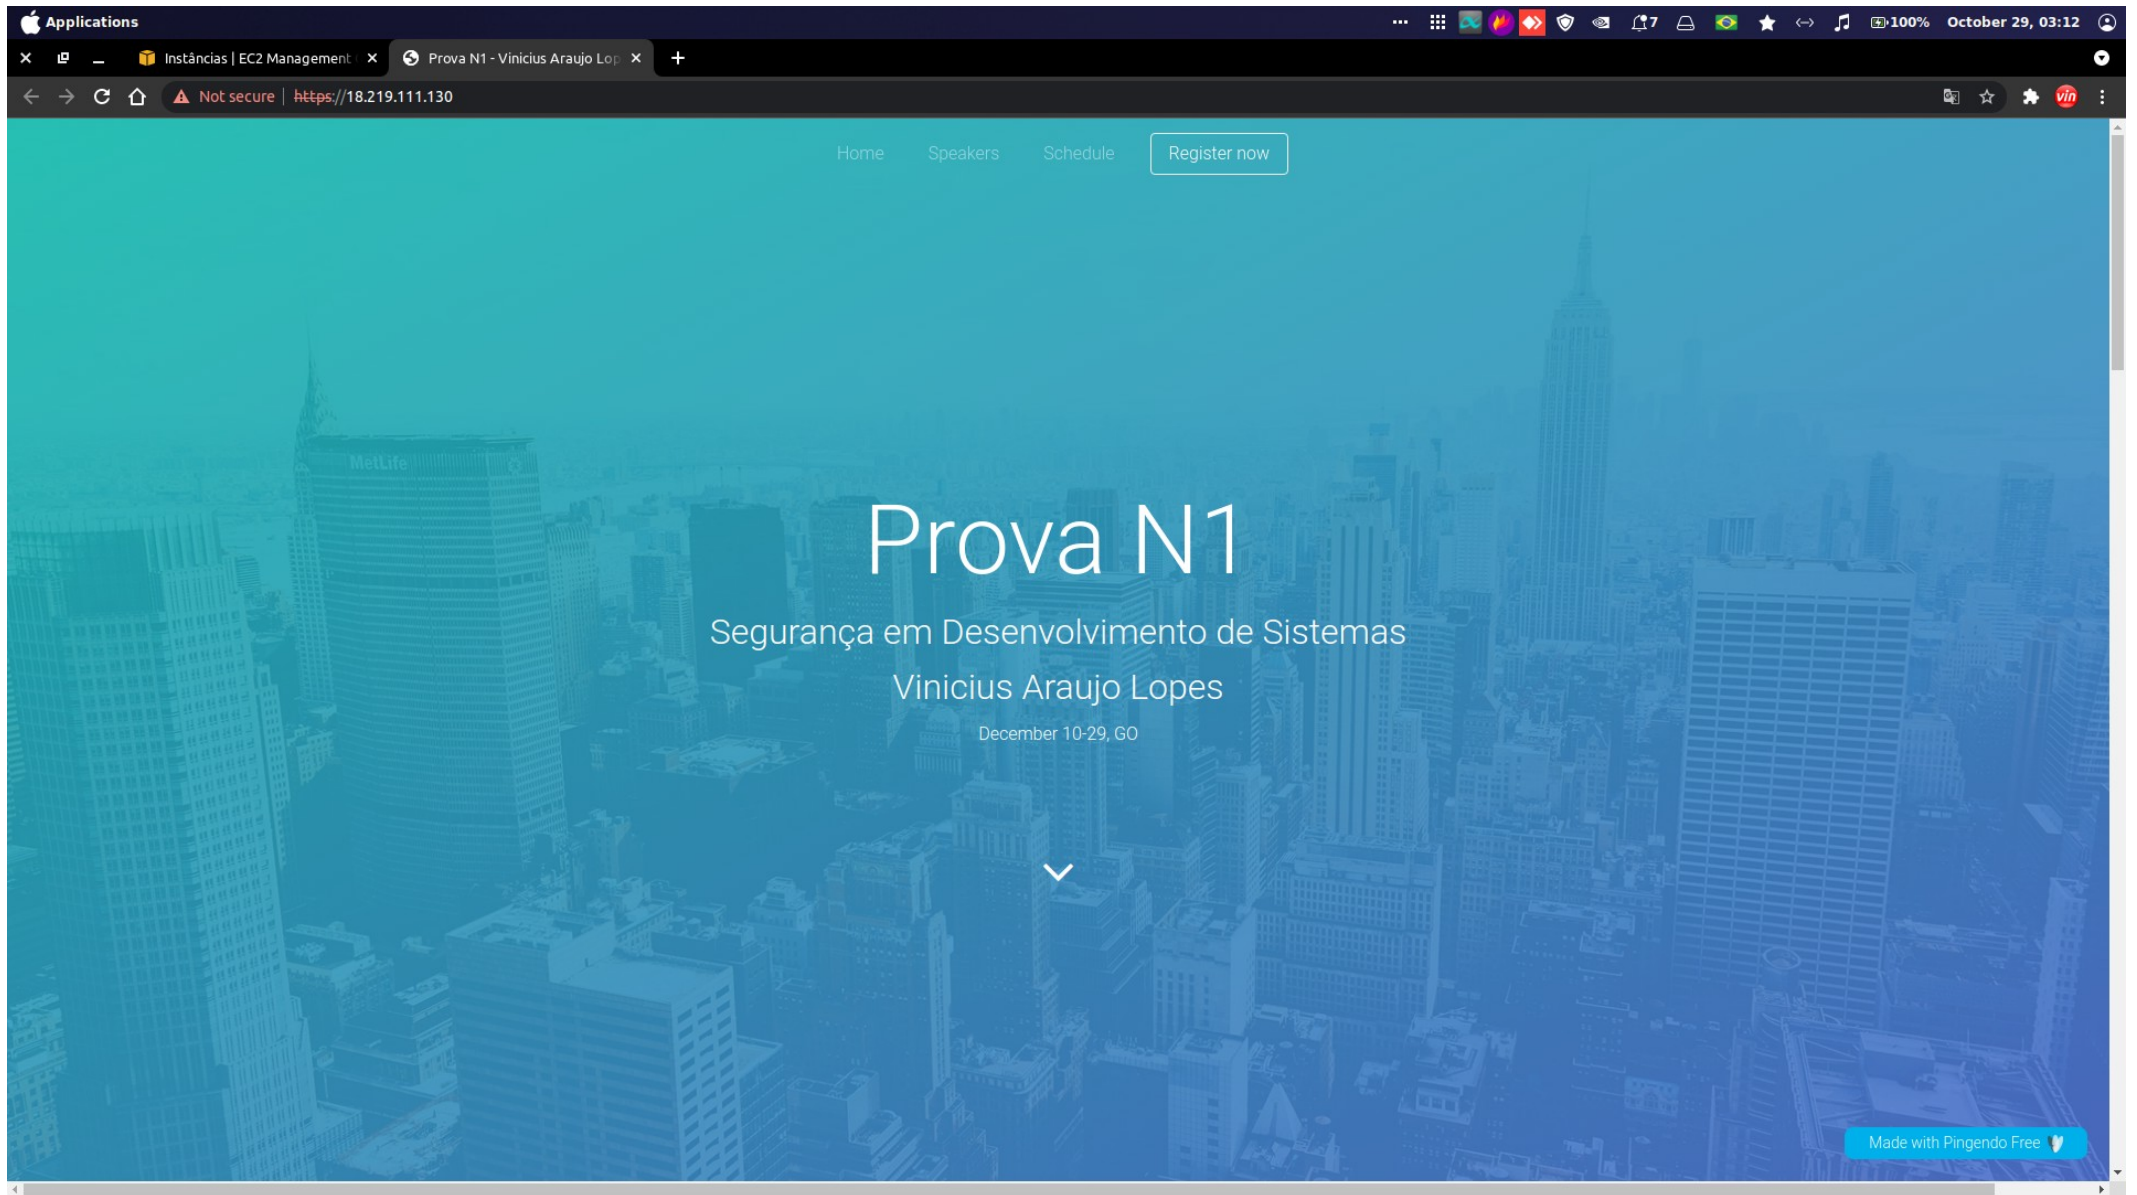 Applications
7
100%
October 29, 03:12
Instâncias | EC2 Management
Prova N1 - Vinicius Araujo Lop
Not secure | https://18.219.111.130
vin
Home
Speakers
Schedule
Register now
MetLife
Prova N1
Segurança em Desenvolvimento de Sistemas
Vinicius Araujo Lopes
December 10-29, GO
Made with Pingendo Free